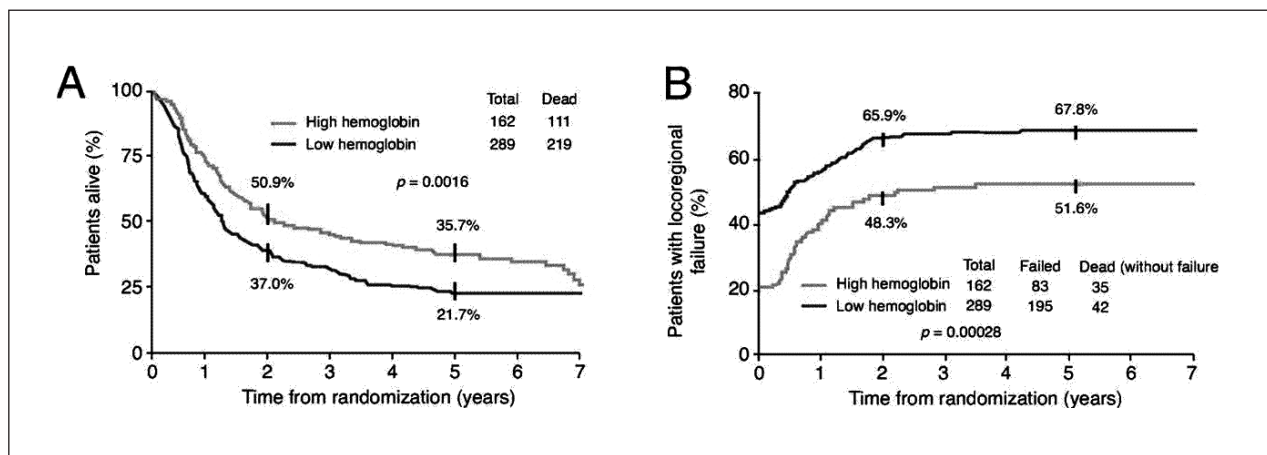 A
Patients alive (%)
100
75
50
25
0
Total Dead
High hemoglobin 162 111
Low hemoglobin 289 219
50.9%
p = 0.0016
35.7%
37.0%
21.7%
0 1 2 3 4 5 6 7
Time from randomization (years)
B
Patients with locoregional
failure (%)
80
60
40
20
0
65.9%
67.8%
48.3%
51.6%
Total Failed Dead (without failure
High hemoglobin 162 83 35
Low hemoglobin 289 195 42
p = 0.00028
0 1 2 3 4 5 6 7
Time from randomization (years)